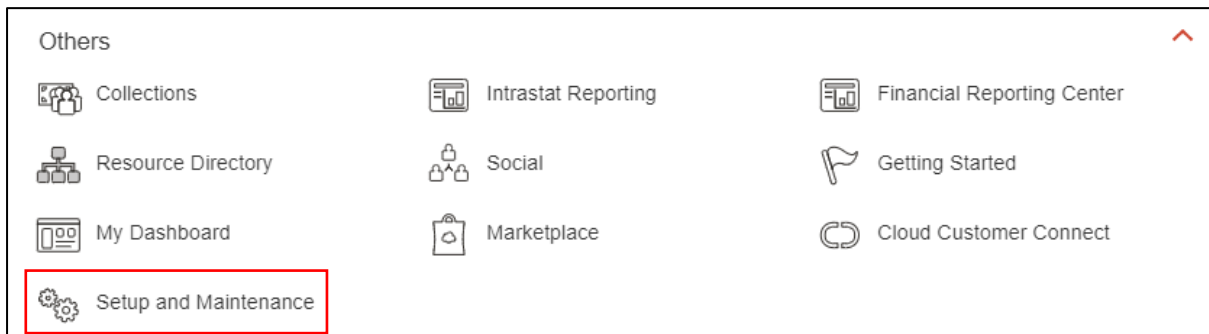 Others
Collections
Intrastat Reporting
Financial Reporting Center
Resource Directory
Social
Getting Started
My Dashboard
Marketplace
Cloud Customer Connect
Setup and Maintenance